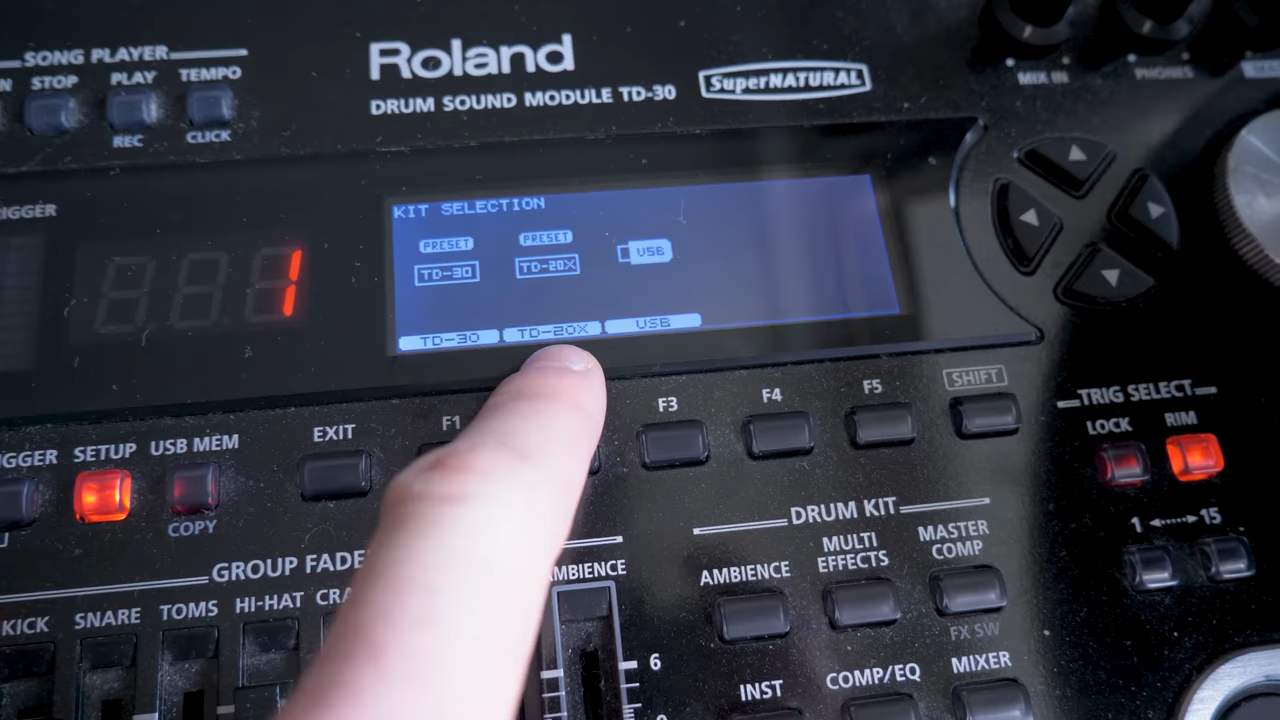 SONG PLAYER
STOP
PLAY
TEMPO
REC
CLICK
Roland
DRUM SOUND MODULE TD-30
SuperNATURAL
MIX IN
PHONES
KIT SELECTION
PRESET
PRESET
TD-30
TD-20X
USB
TD-30
TD-20X
USB
1
SETUP
USB MEM
COPY
EXIT
F1
F3
F4
F5
SHIFT
TRIG SELECT
LOCK
RIM
1
15
DRUM KIT
AMBIENCE
MULTI
EFFECTS
MASTER
COMP
FX SW
INST
COMP/EQ
MIXER
KICK
SNARE
TOMS
HI-HAT
6